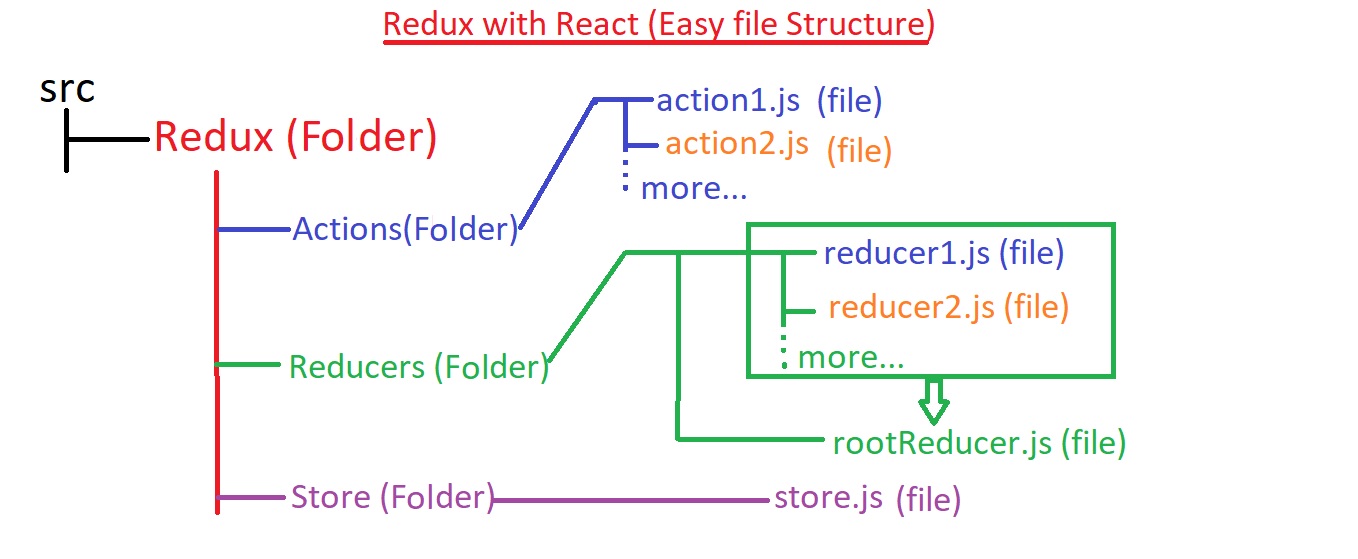 Redux with React (Easy file Structure)
src
Redux (Folder)
action1.js (file)
action2.js (file)
more...
Actions(Folder)
reducer1.js (file)
reducer2.js (file)
more...
Reducers (Folder)
rootReducer.js (file)
Store (Folder)
store.js (file)